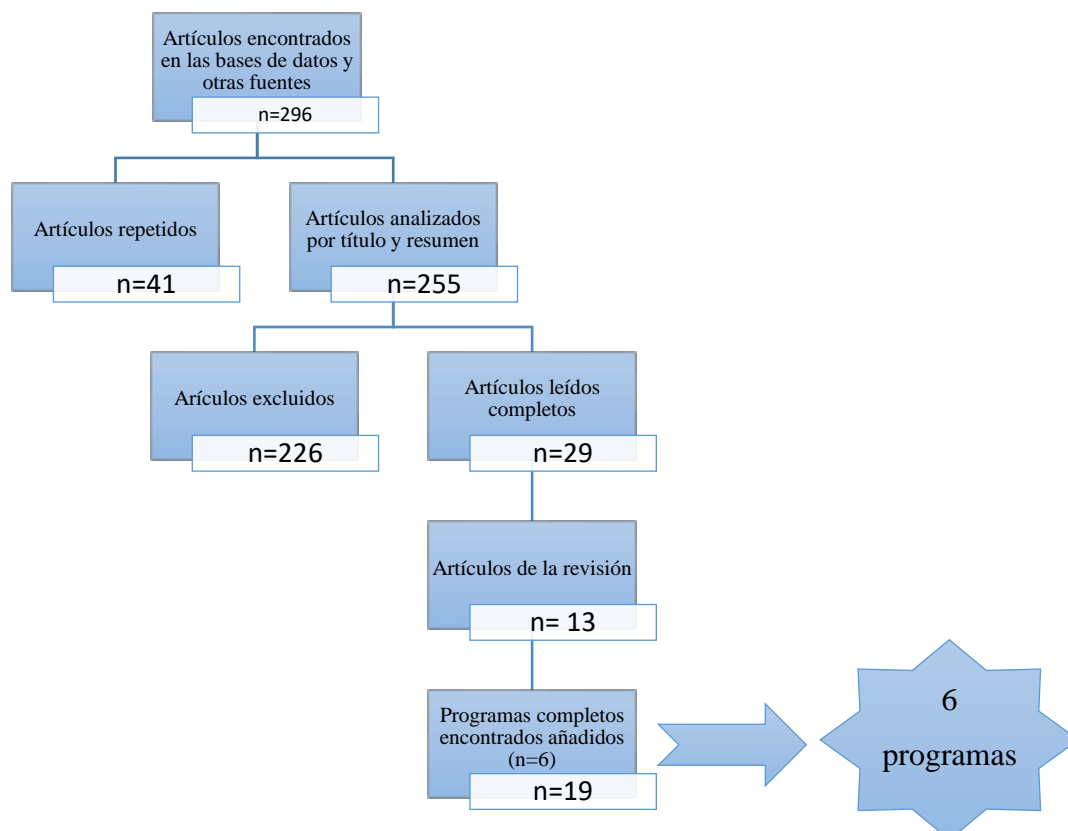 Artículos encontrados
en las bases de datos y
otras fuentes
n=296
Artículos repetidos
n=41
Artículos analizados
por título y resumen
n=255
Arículos excluidos
n=226
Artículos leídos
completos
n=29
Artículos de la revisión
n= 13
Programas completos
encontrados añadidos
(n=6)
n=19
6
programas